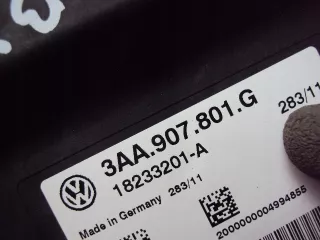 3AA.907.801.G
283/11
18233201-A
Made in Germany 283/11
2000000004994855